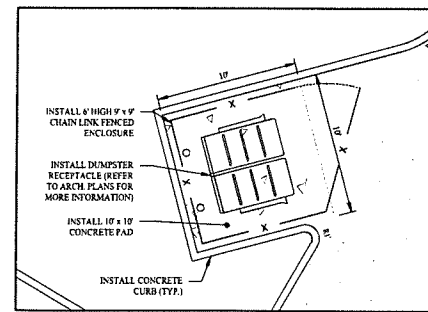 10'
INSTALL 6' HIGH 9' x 9'
CHAIN LINK FENCED
ENCLOSURE
10'
INSTALL DUMPSTER
RECEPTACLE (REFER
TO ARCH. PLANS FOR
MORE INFORMATION)
INSTALL 10' x 10'
CONCRETE PAD
INSTALL CONCRETE
CURB (TYP.)